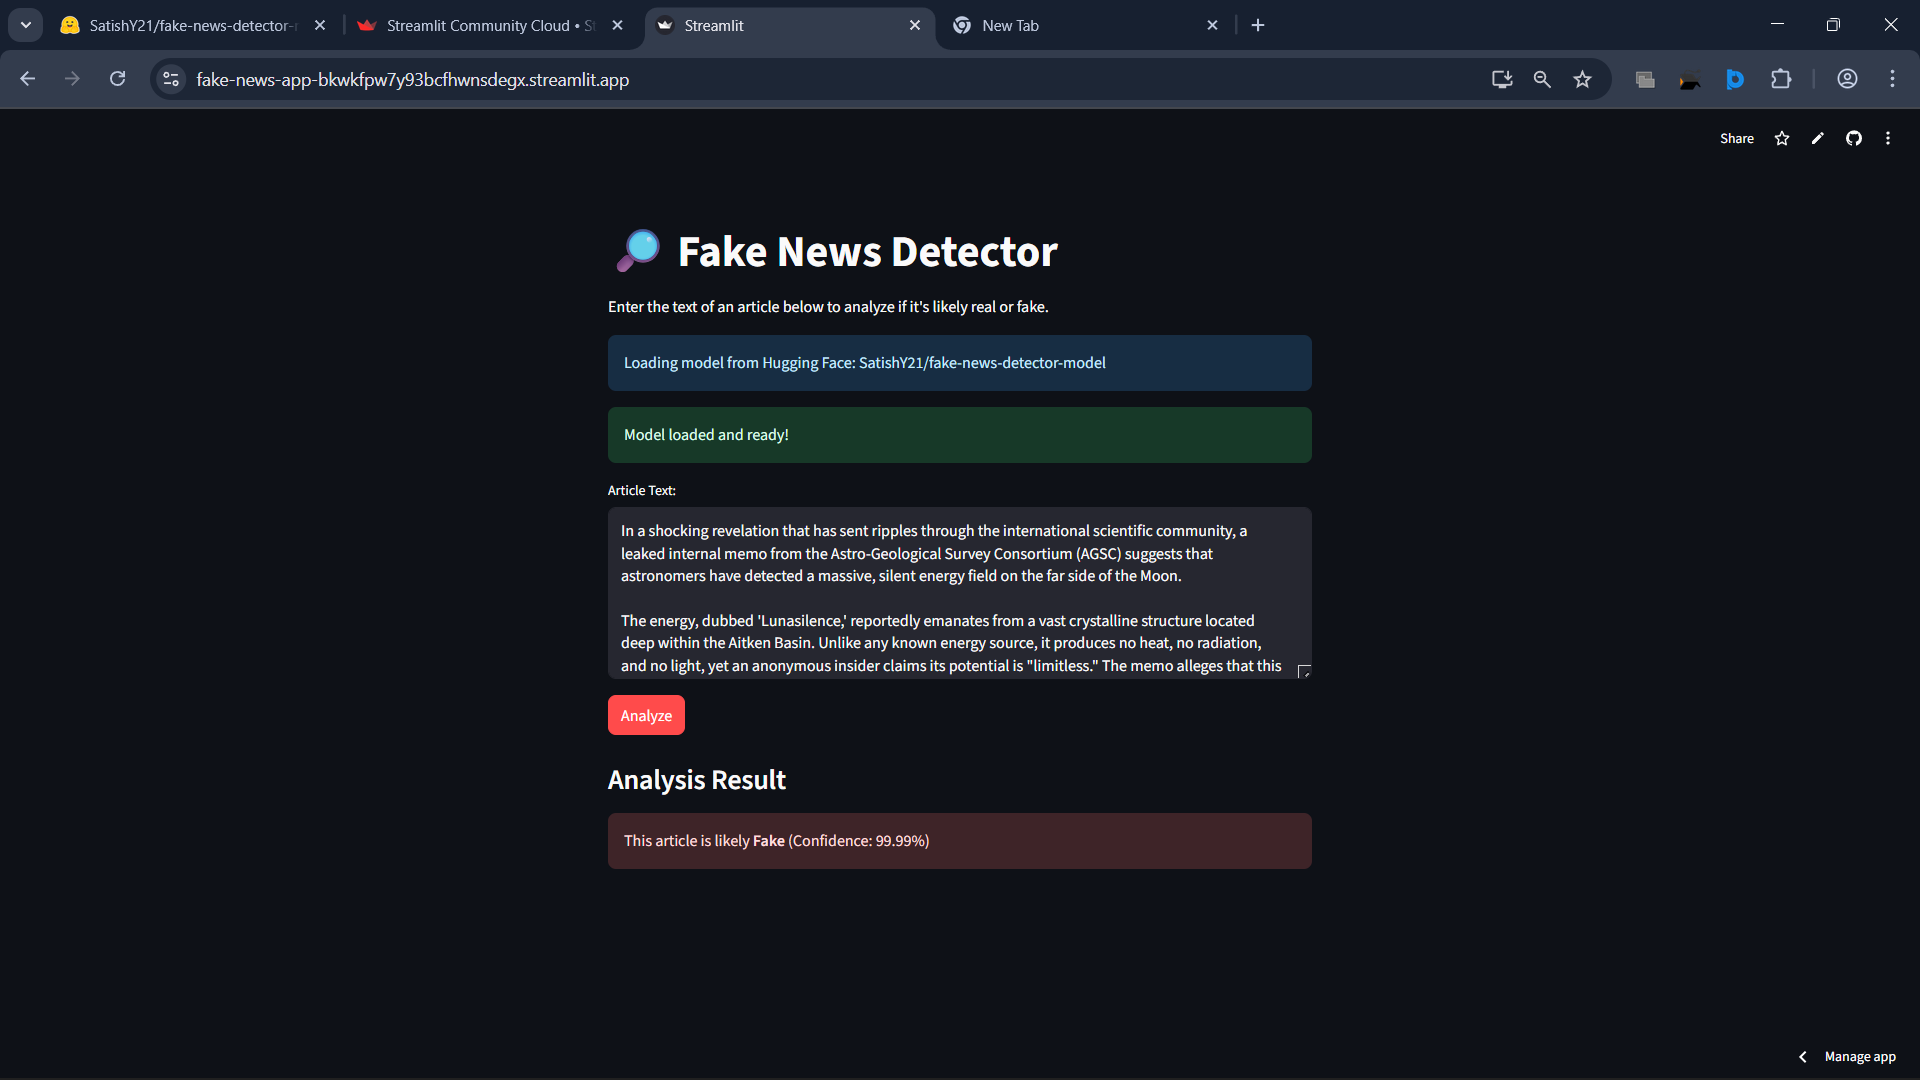 SatishY21/fake-news-detector-
Streamlit Community Cloud • St
Streamlit
New Tab
fake-news-app-bkwkfpw7y93bcfhwnsdegx.streamlit.app
Share
Fake News Detector
Enter the text of an article below to analyze if it's likely real or fake.
Loading model from Hugging Face: SatishY21/fake-news-detector-model
Model loaded and ready!
Article Text:
In a shocking revelation that has sent ripples through the international scientific community, a
leaked internal memo from the Astro-Geological Survey Consortium (AGSC) suggests that
astronomers have detected a massive, silent energy field on the far side of the Moon.
The energy, dubbed 'Lunasilence,' reportedly emanates from a vast crystalline structure located
deep within the Aitken Basin. Unlike any known energy source, it produces no heat, no radiation,
and no light, yet an anonymous insider claims its potential is "limitless." The memo alleges that this
Analyze
Analysis Result
This article is likely Fake (Confidence: 99.99%)
Manage app